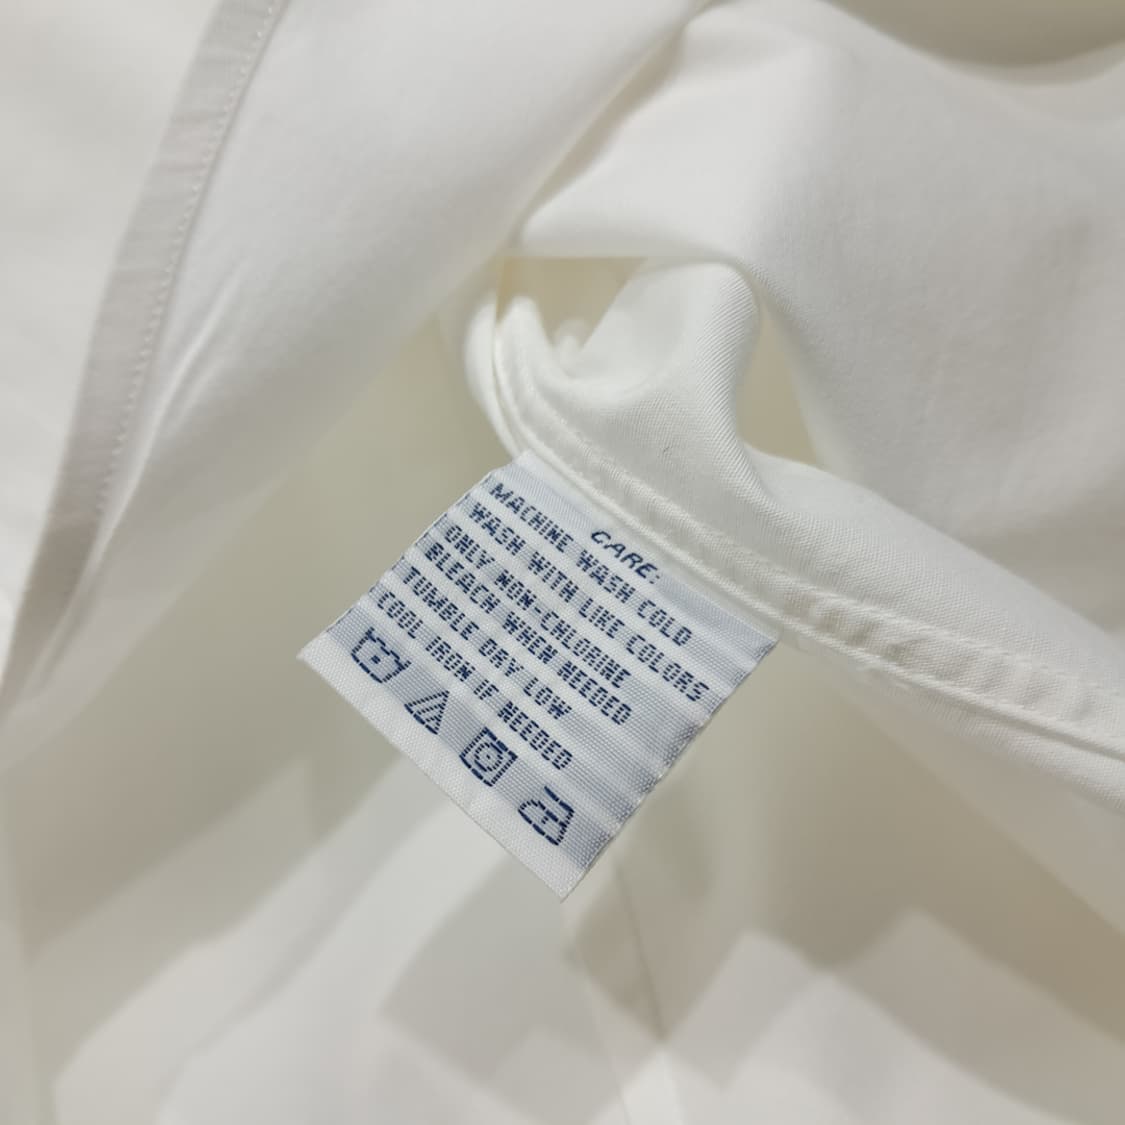 CARE:
MACHINE WASH COLD
WASH WITH LIKE COLORS
ONLY NON-CHLORINE
BLEACH WHEN NEEDED
TUMBLE DRY LOW
COOL IRON IF NEEDED